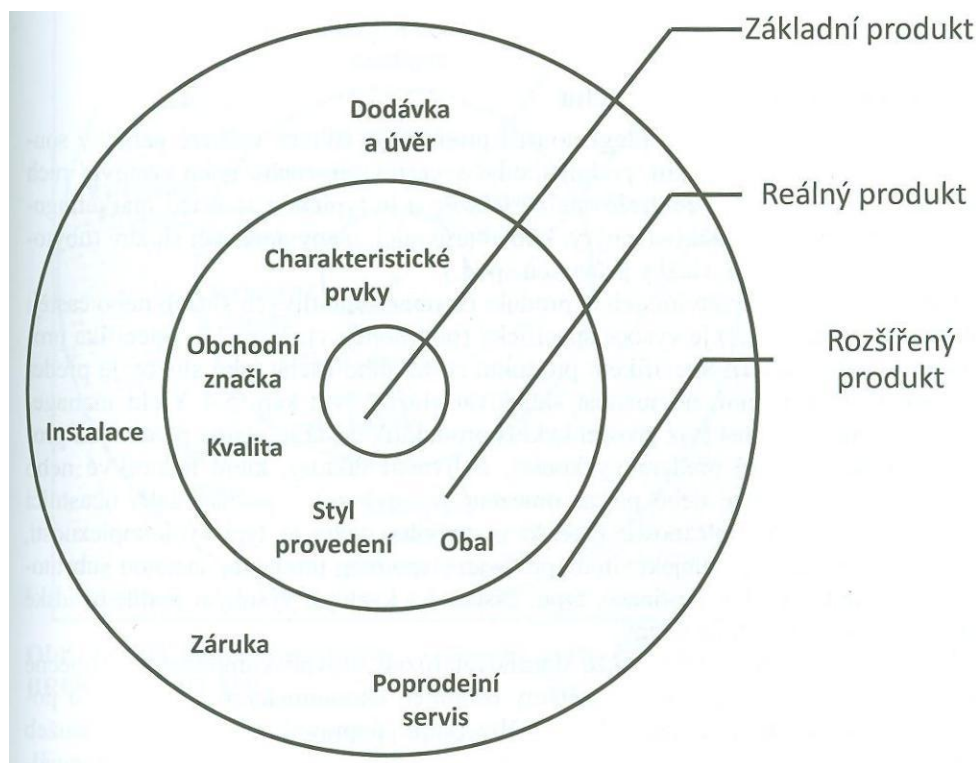 Základní produkt
Dodávka
a úvěr
Reálný produkt
Charakteristické
prvky
Obchodní
značka
Rozšířený
produkt
Instalace
Kvalita
Styl
provedení
Obal
Záruka
Poprodejní
servis